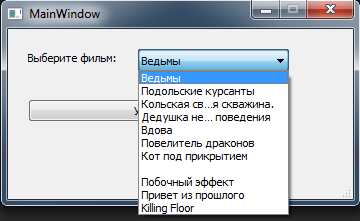 MainWindow
Выберите фильм:
Ведьмы
Ведьмы
Подольские курсанты
Кольская св...я скважина.
Дедушка не... поведения
Вдова
Повелитель драконов
Кот под прикрытием
Побочный эффект
Привет из прошлого
Killing Floor